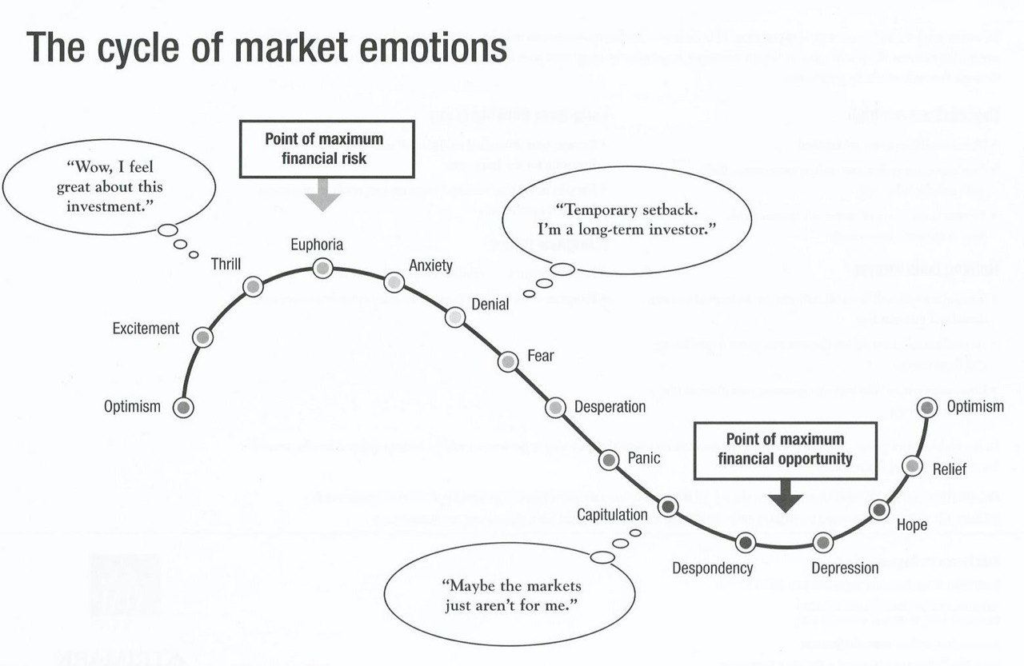 The cycle of market emotions
Point of maximum
financial risk
“Wow, I feel
great about this
investment.”
“Temporary setback.
I’m a long-term investor.”
Euphoria
Thrill
Anxiety
Denial
Excitement
Fear
Optimism
Desperation
Optimism
Point of maximum
financial opportunity
Panic
Relief
Capitulation
Hope
Despondency
Depression
“Maybe the markets
just aren’t for me.”